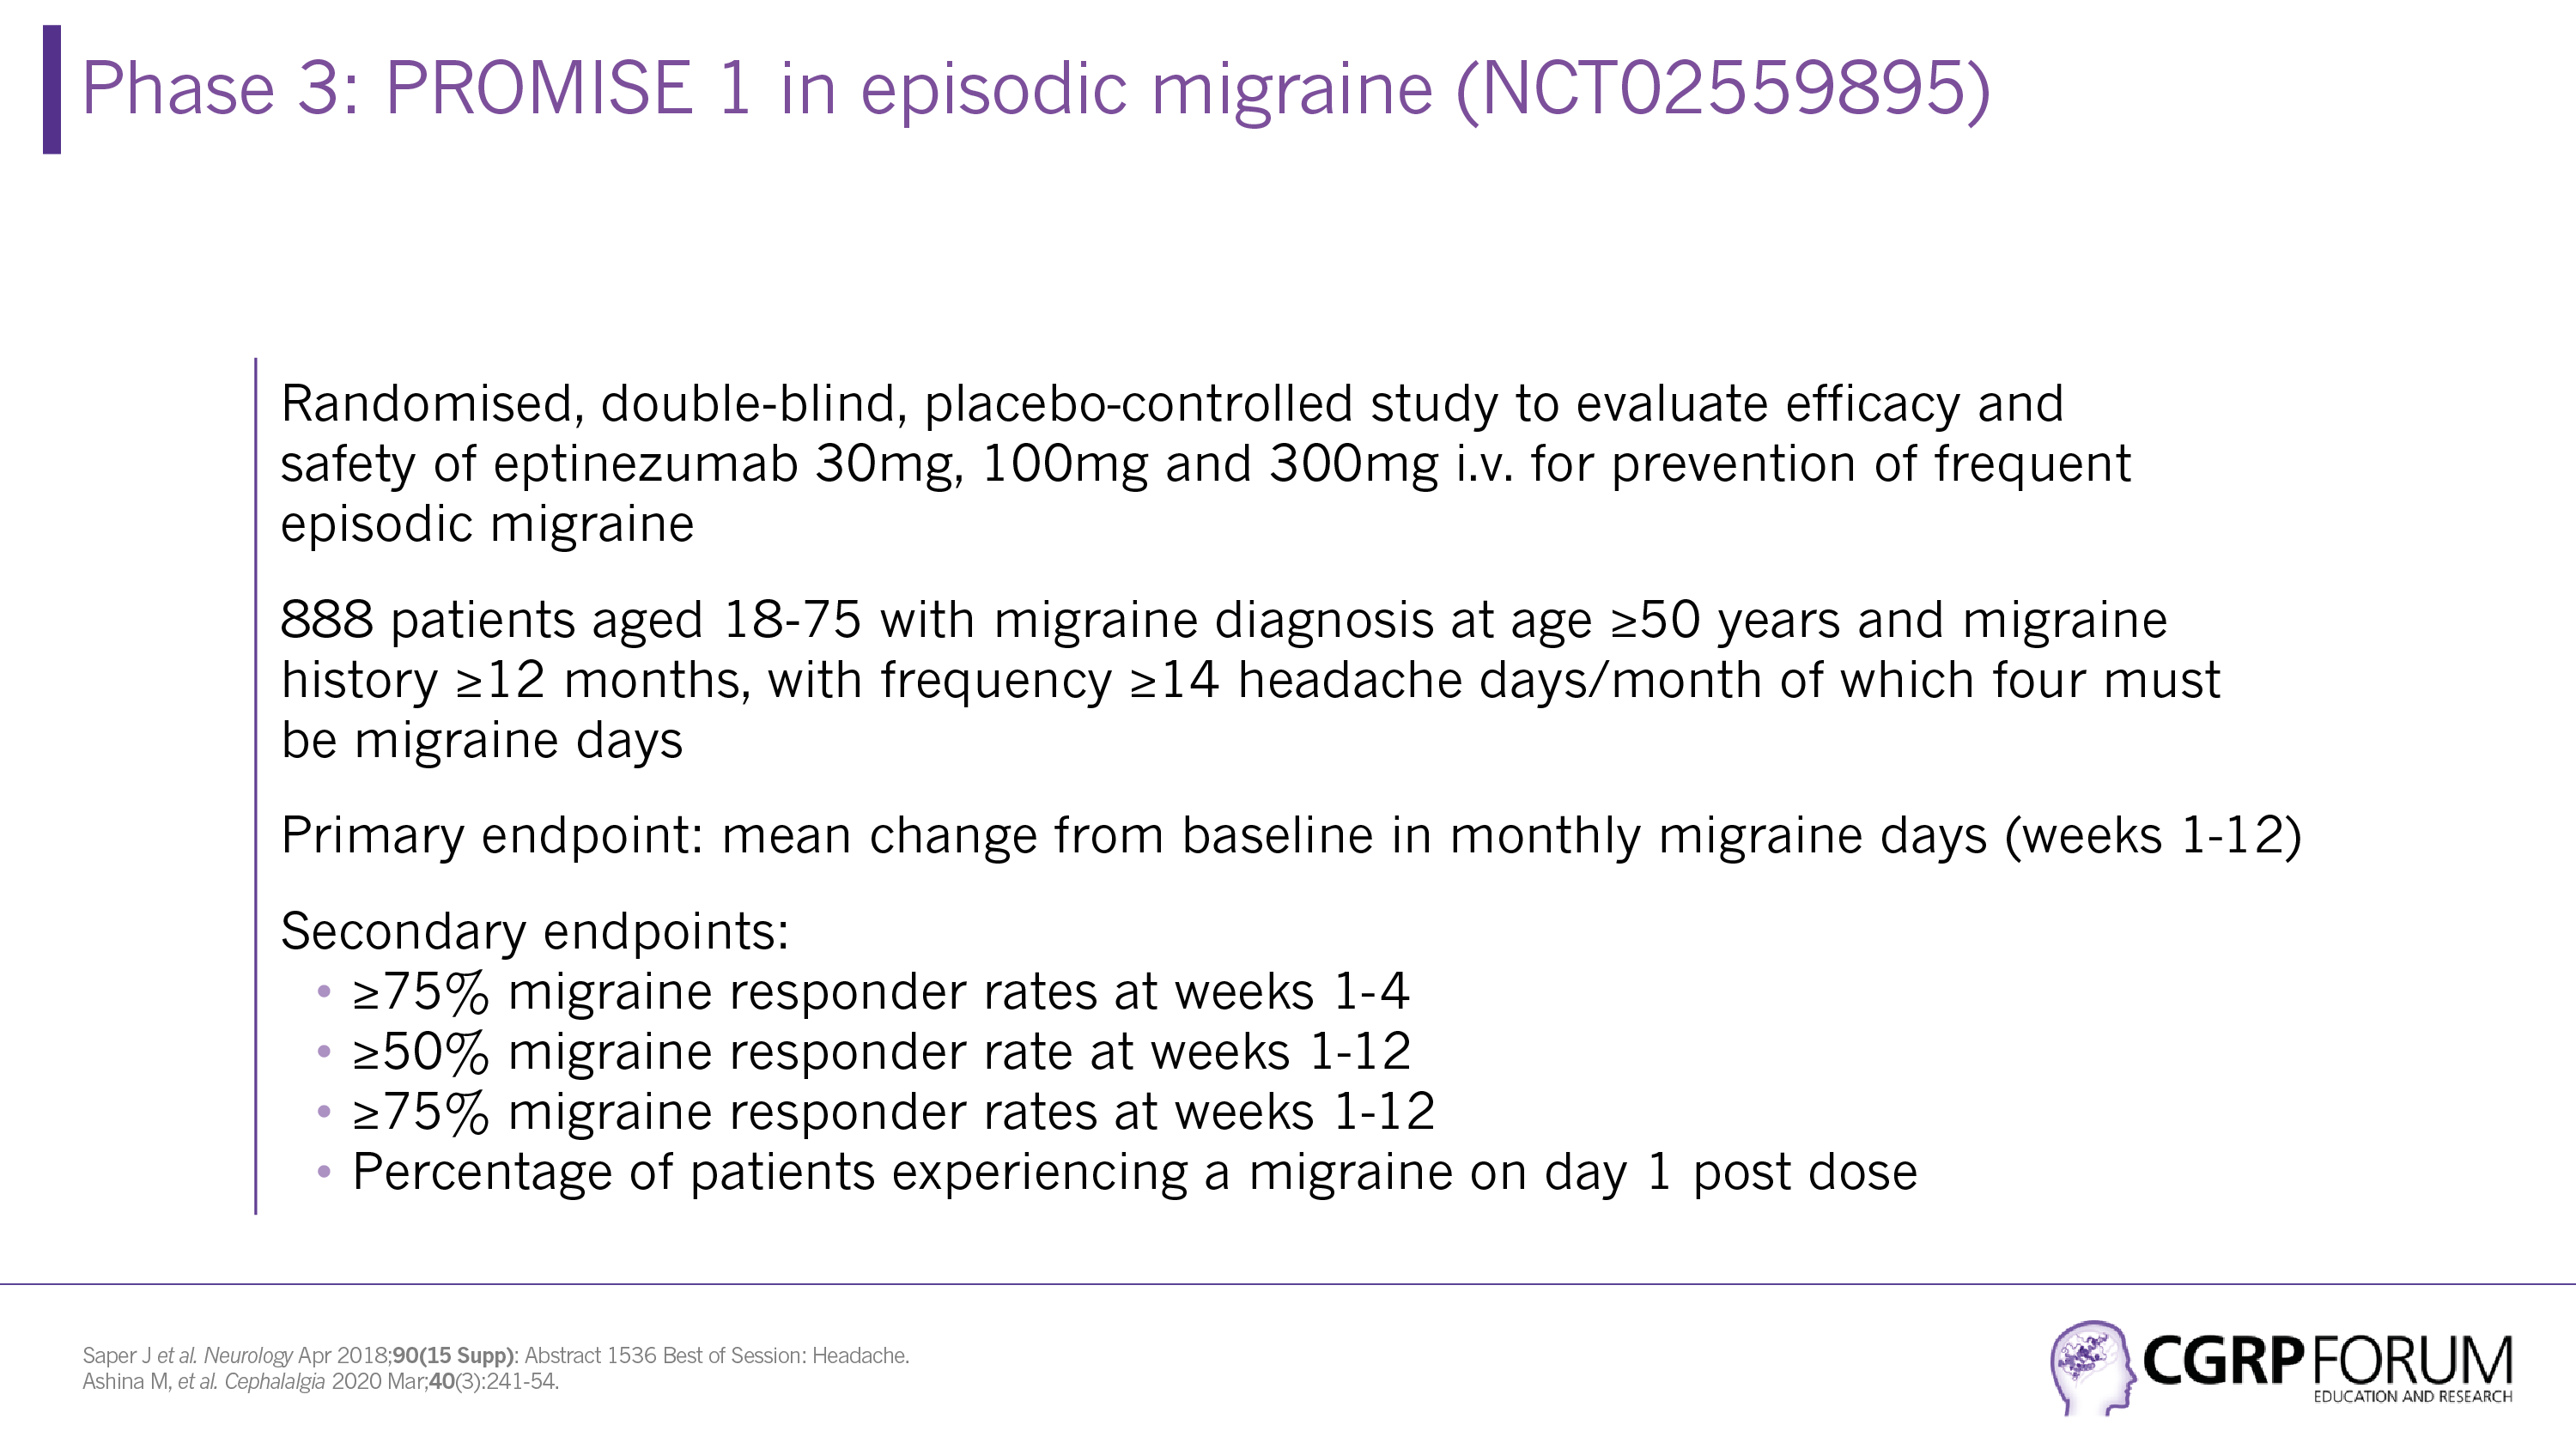 Phase 3: PROMISE 1 in episodic migraine (NCT02559895)
Randomised, double-blind, placebo-controlled study to evaluate efficacy and
safety of eptinezumab 30mg, 100mg and 300mg i.v. for prevention of frequent
episodic migraine
888 patients aged 18-75 with migraine diagnosis at age ≥50 years and migraine
history ≥12 months, with frequency ≥14 headache days/month of which four must
be migraine days
Primary endpoint: mean change from baseline in monthly migraine days (weeks 1-12)
Secondary endpoints:
• ≥75% migraine responder rates at weeks 1-4
• ≥50% migraine responder rate at weeks 1-12
• ≥75% migraine responder rates at weeks 1-12
• Percentage of patients experiencing a migraine on day 1 post dose
Saper J et al. Neurology Apr 2018;90(15 Supp): Abstract 1536 Best of Session: Headache.
Ashina M, et al. Cephalalgia 2020 Mar;40(3):241-54.
CGRP FORUM
EDUCATION AND RESEARCH